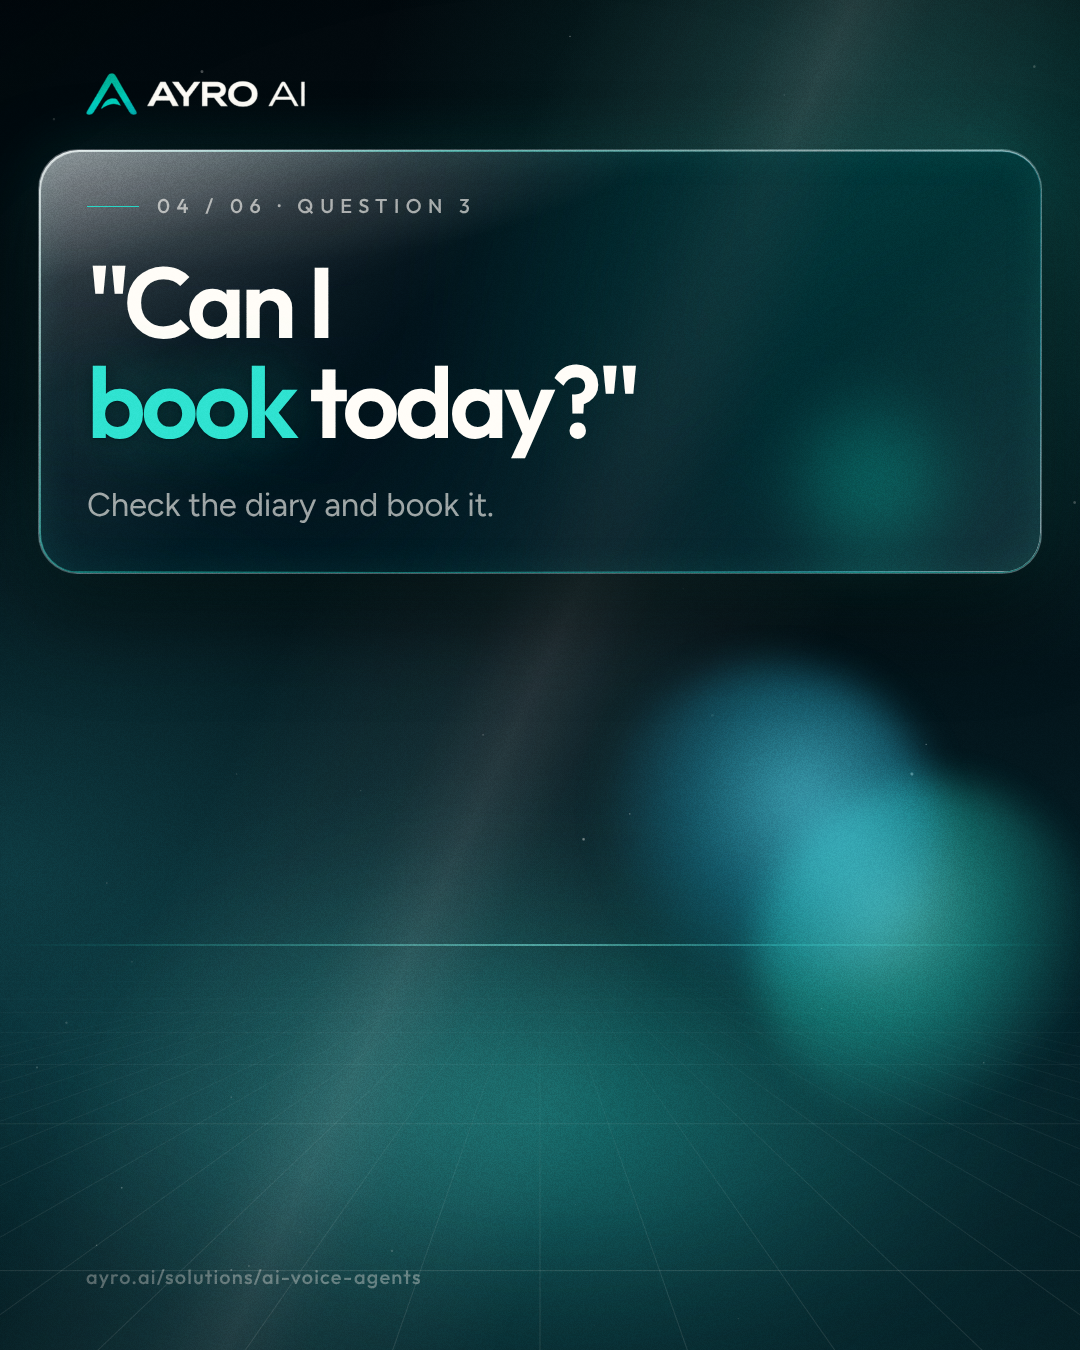 AYRO AI
04 / 06 · QUESTION 3
"Can I
book today?"
Check the diary and book it.
ayro.ai/solutions/ai-voice-agents